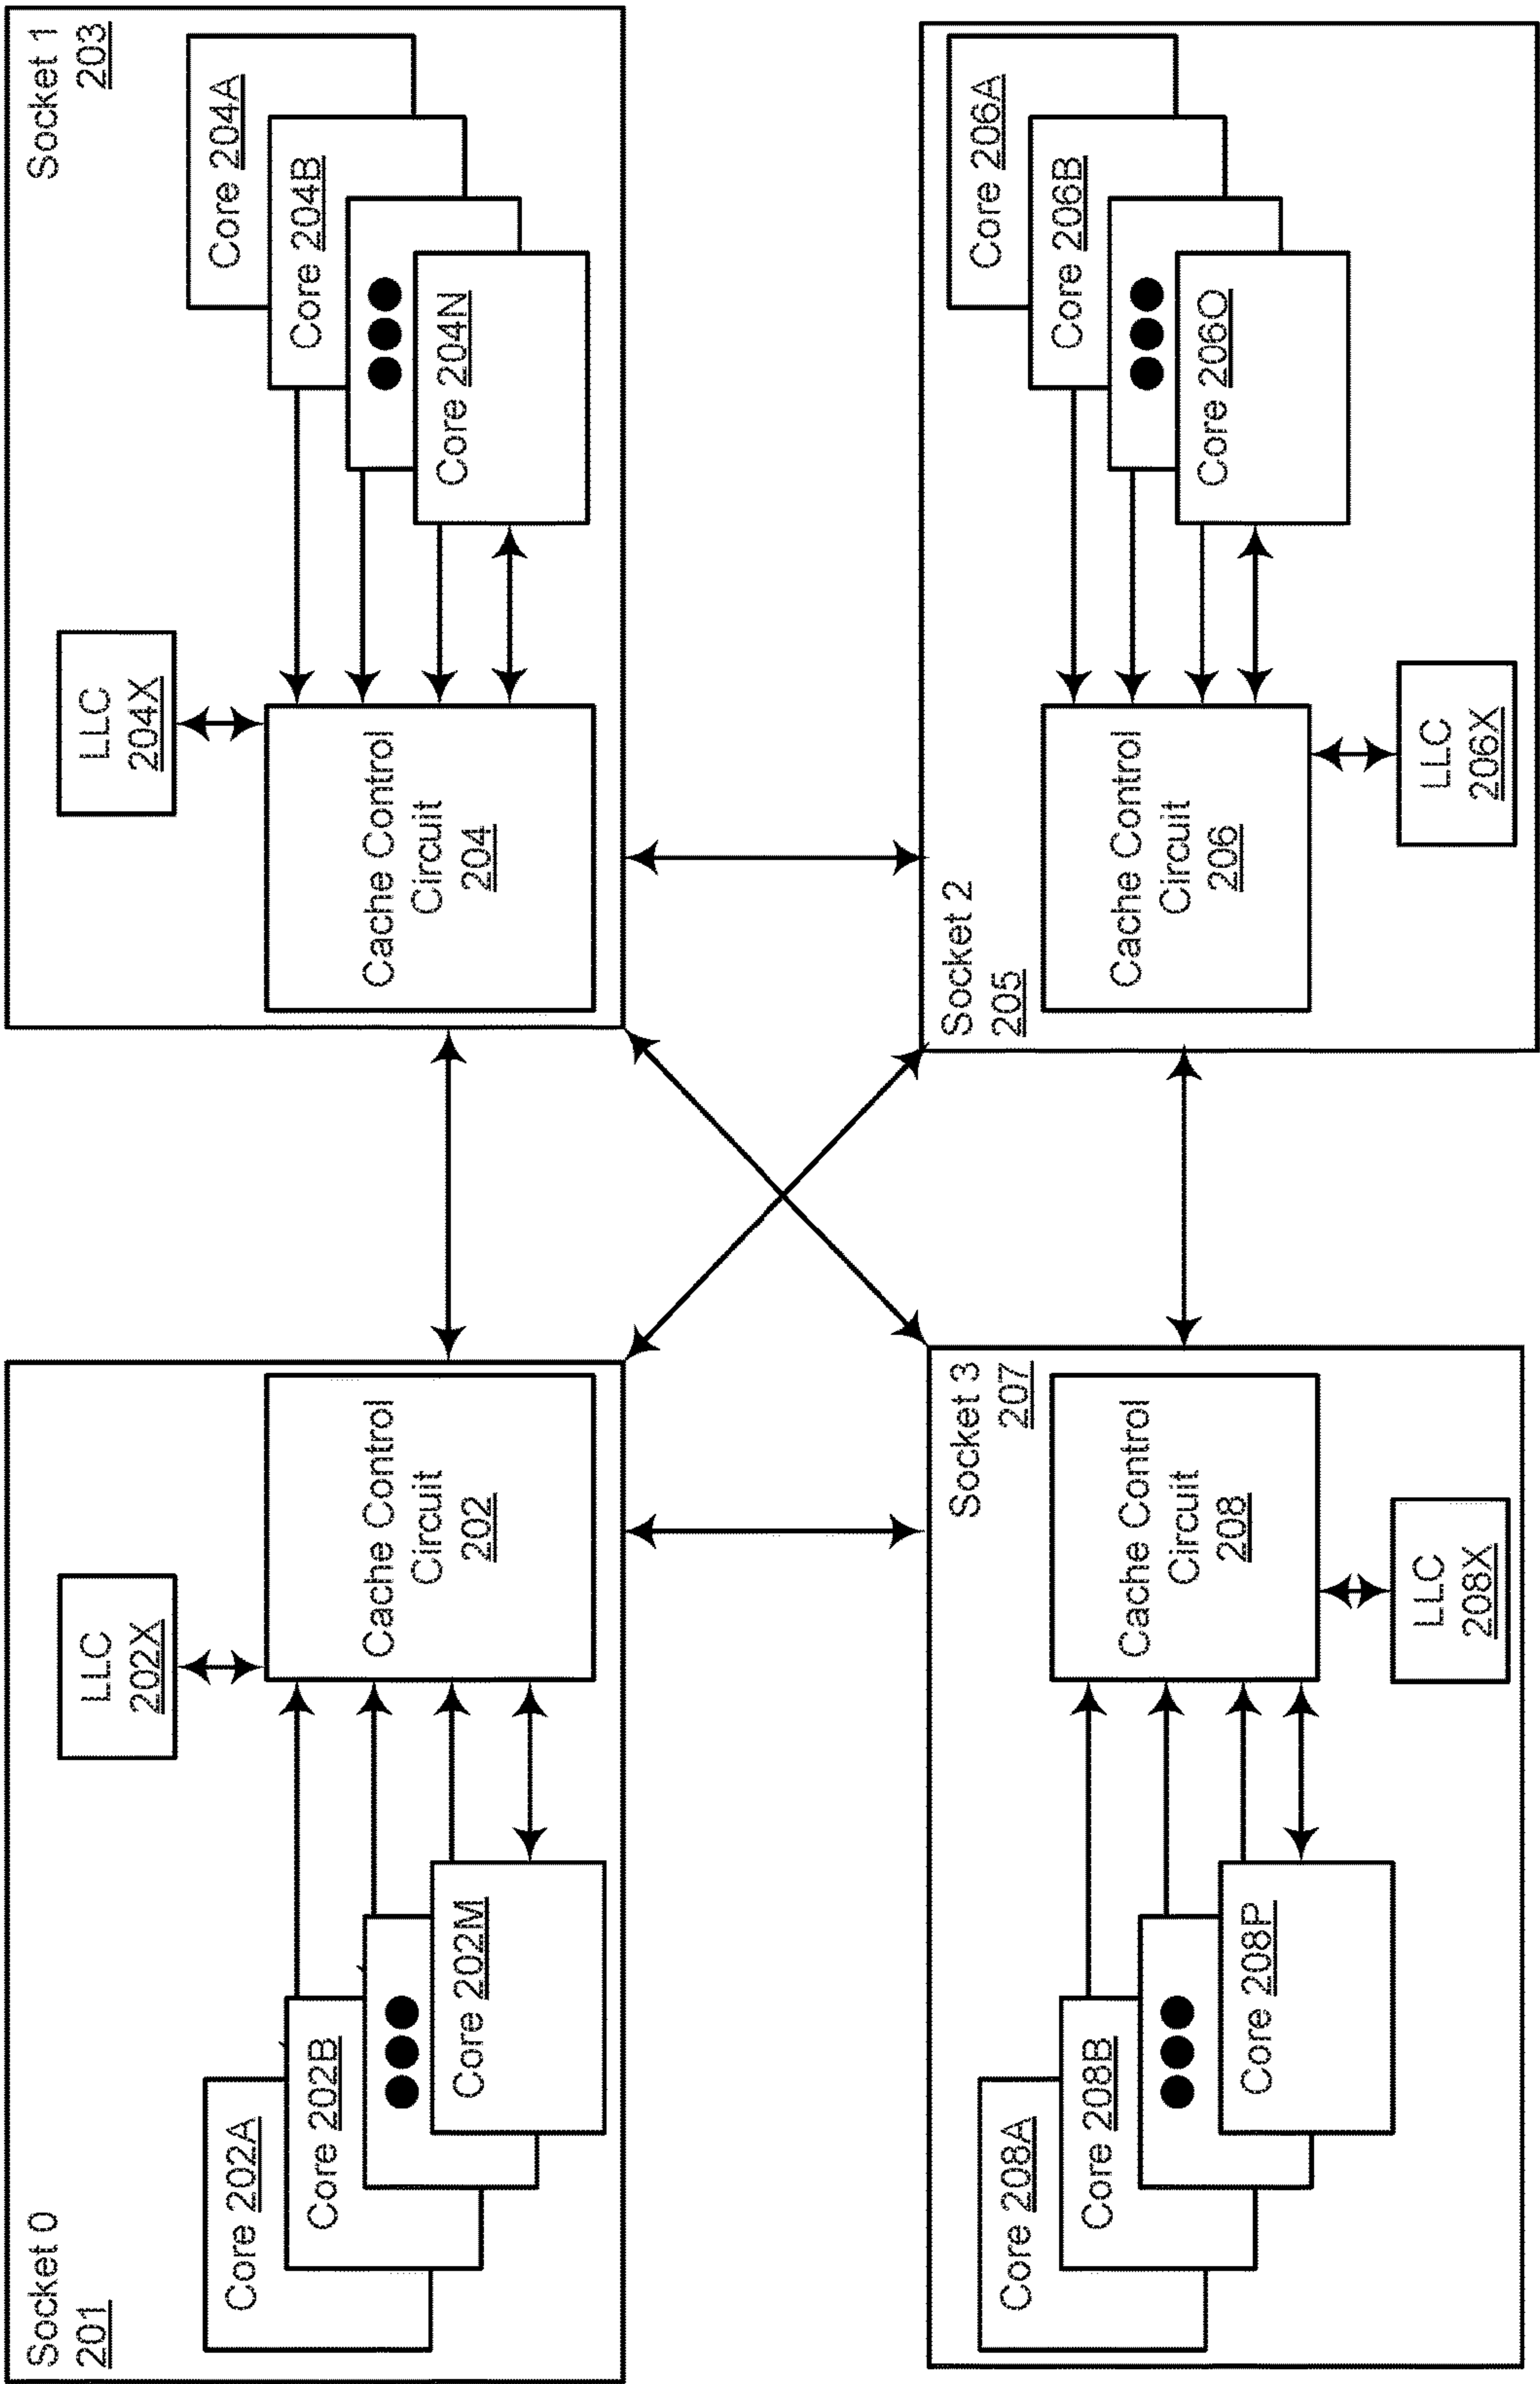 Socket 0
201
Core 202A
Core 202B
Core 202M
LLC
202X
Cache Control
Circuit
202
Socket 1
203
LLC
204X
Cache Control
Circuit
204
Core 204A
Core 204B
Core 204N
Socket 3
207
Core 208A
Core 208B
Core 208P
Cache Control
Circuit
208
LLC
208X
Socket 2
205
Cache Control
Circuit
206
LLC
206X
Core 206A
Core 206B
Core 206O